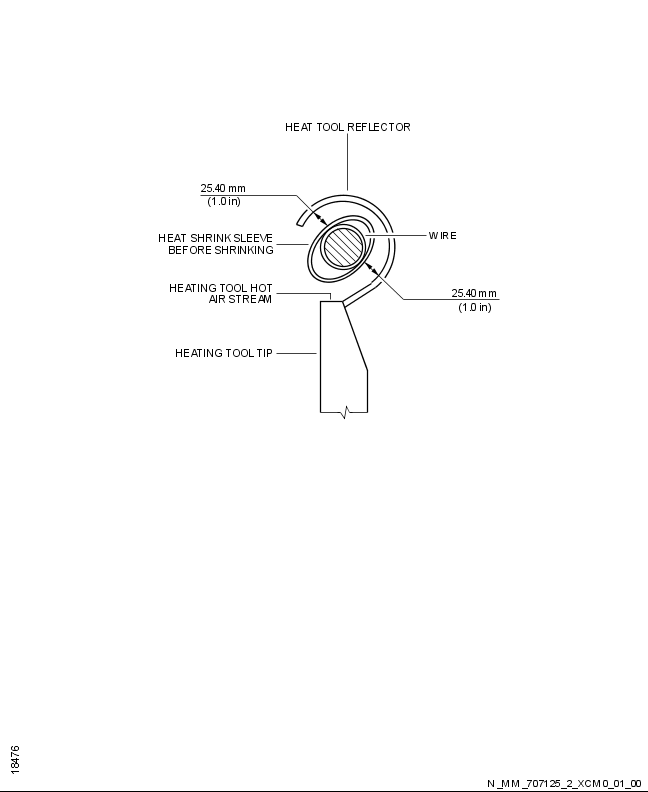 HEAT TOOL REFLECTOR
25.40 mm
(1.0 in)
HEAT SHRINK SLEEVE
BEFORE SHRINKING
WIRE
HEATING TOOL HOT
AIR STREAM
25.40 mm
(1.0 in)
HEATING TOOL TIP
18476
N_MM_707125_2_XCM0_01_00